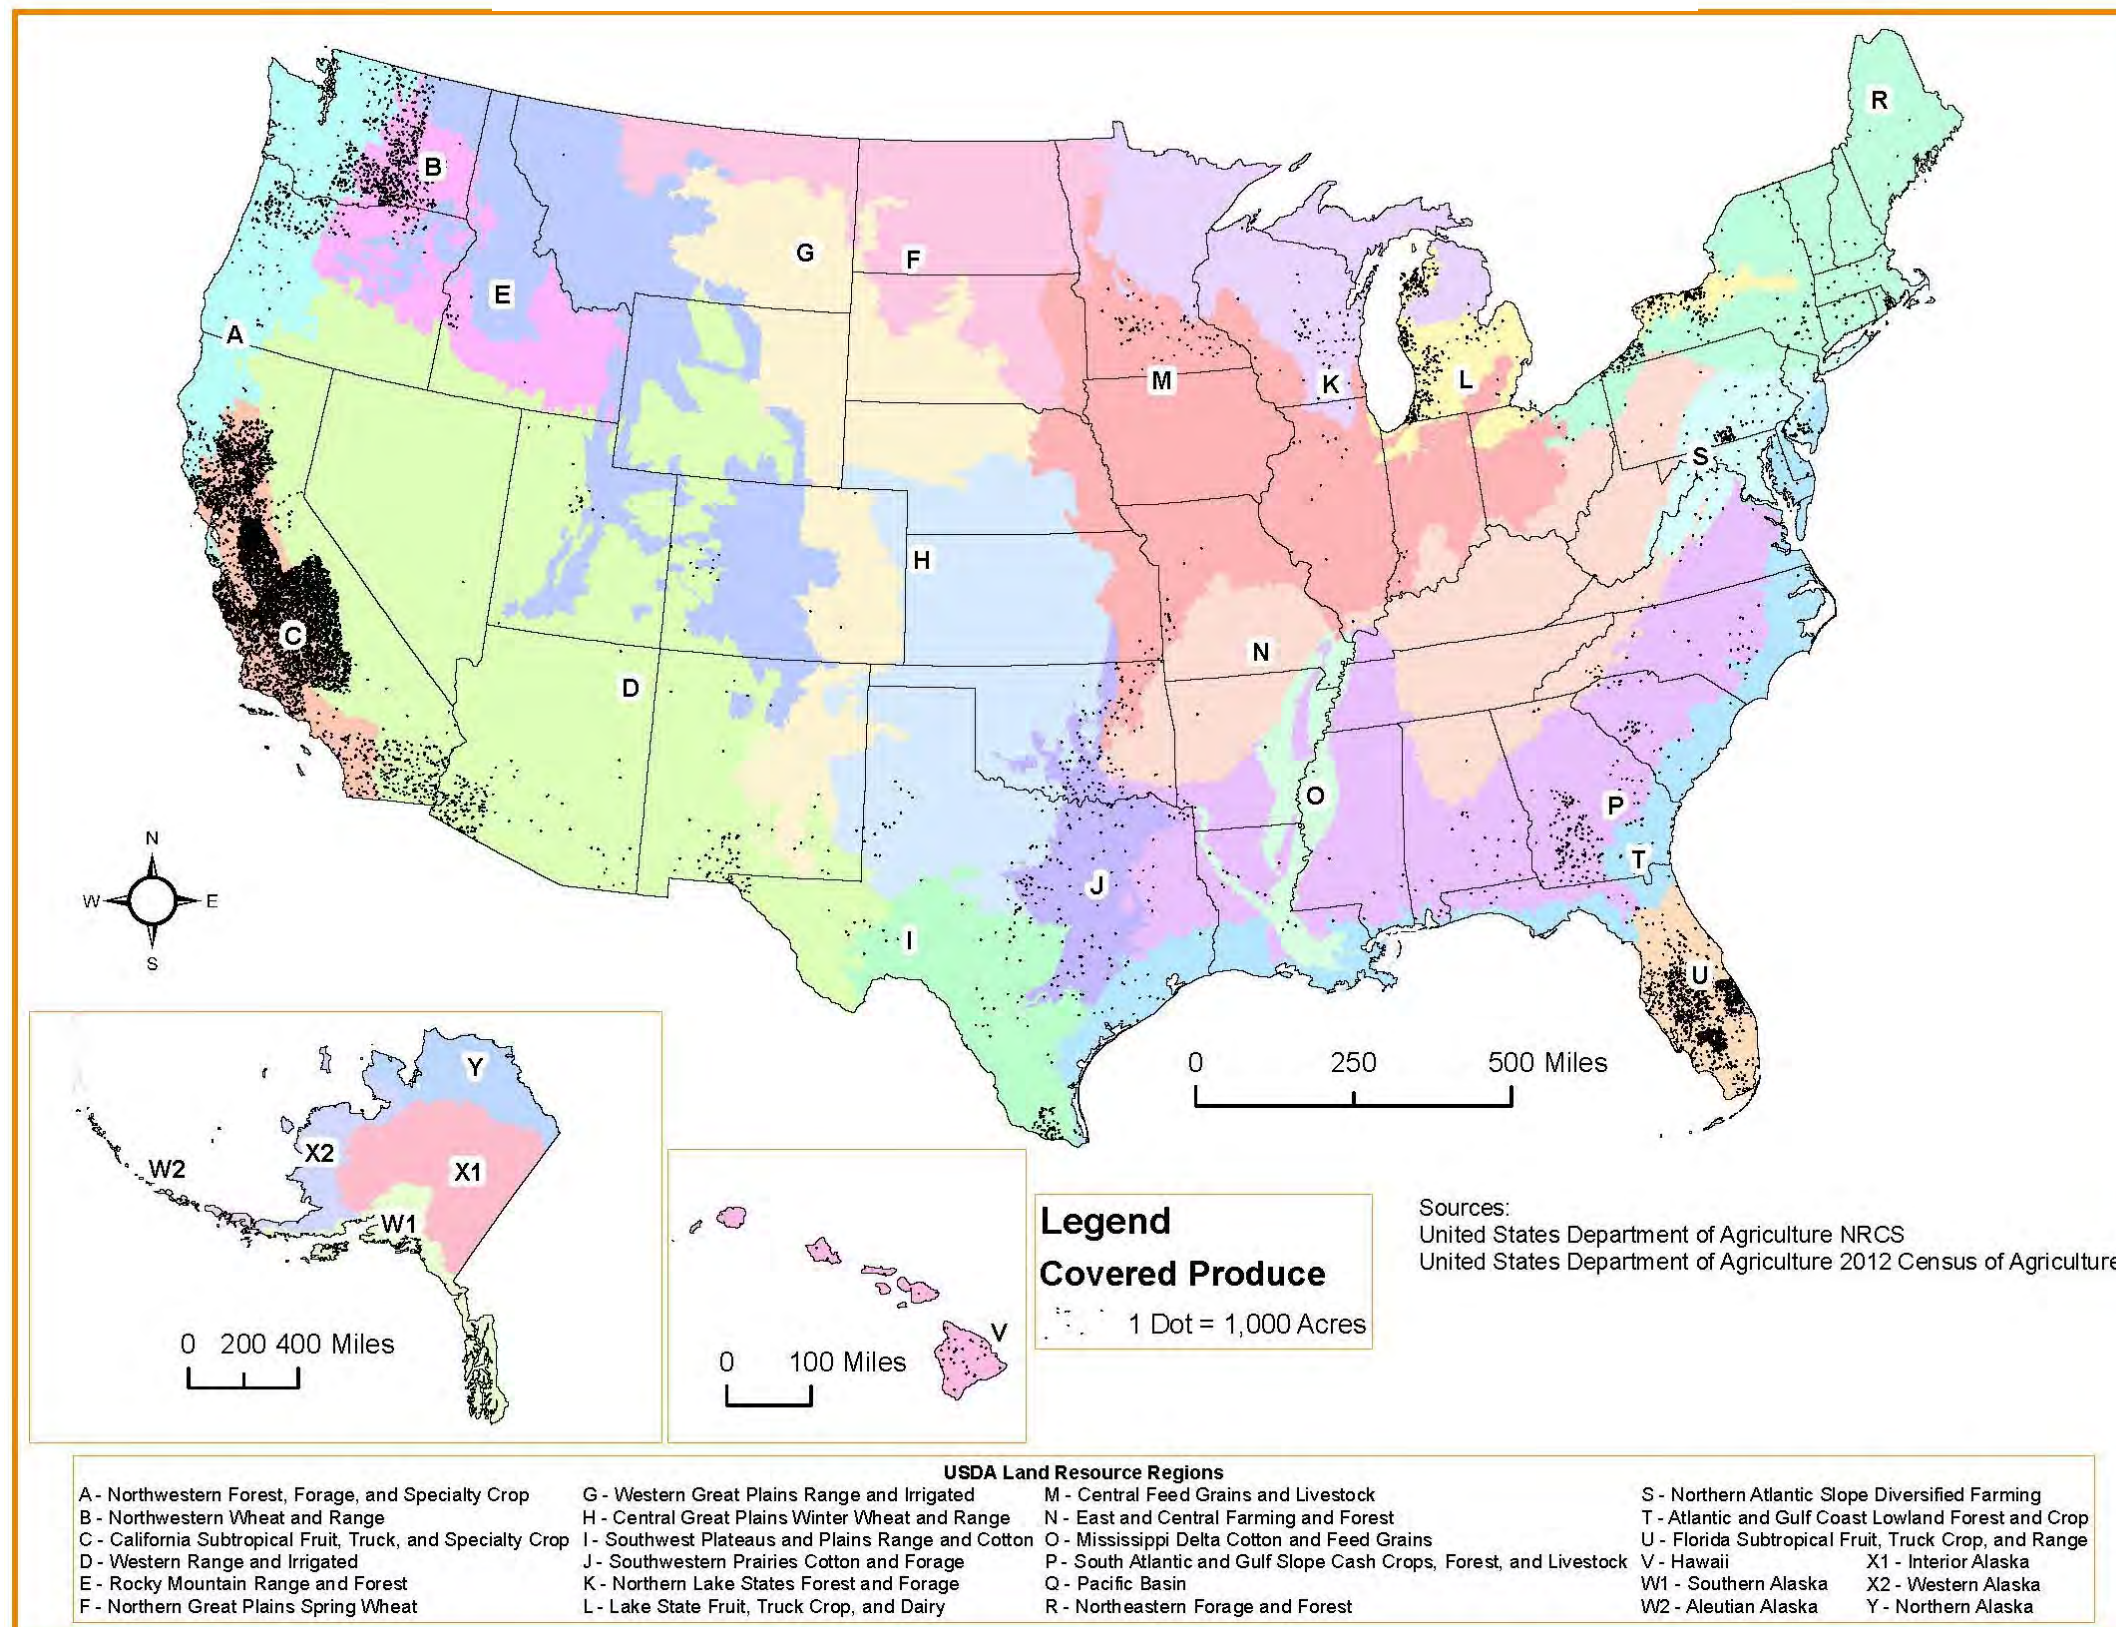 R
B
G
F
E
A
M
K
L
S
H
C
N
D
P
O
T
J
I
U
N
W E
S
0 250 500 Miles
Y
X2
X1
W2
W1
0 200 400 Miles
V
0 100 Miles
Legend
Covered Produce
1 Dot = 1,000 Acres
Sources:
United States Department of Agriculture NRCS
United States Department of Agriculture 2012 Census of Agriculture
USDA Land Resource Regions
A - Northwestern Forest, Forage, and Specialty Crop
B - Northwestern Wheat and Range
C - California Subtropical Fruit, Truck, and Specialty Crop
D - Western Range and Irrigated
E - Rocky Mountain Range and Forest
F - Northern Great Plains Spring Wheat
G - Western Great Plains Range and Irrigated
H - Central Great Plains Winter Wheat and Range
I - Southwest Plateaus and Plains Range and Cotton
J - Southwestern Prairies Cotton and Forage
K - Northern Lake States Forest and Forage
L - Lake State Fruit, Truck Crop, and Dairy
M - Central Feed Grains and Livestock
N - East and Central Farming and Forest
O - Mississippi Delta Cotton and Feed Grains
P - South Atlantic and Gulf Slope Cash Crops, Forest, and Livestock
Q - Pacific Basin
R - Northeastern Forage and Forest
S - Northern Atlantic Slope Diversified Farming
T - Atlantic and Gulf Coast Lowland Forest and Crop
U - Florida Subtropical Fruit, Truck Crop, and Range
V - Hawaii
W1 - Southern Alaska
W2 - Aleutian Alaska
X1 - Interior Alaska
X2 - Western Alaska
Y - Northern Alaska